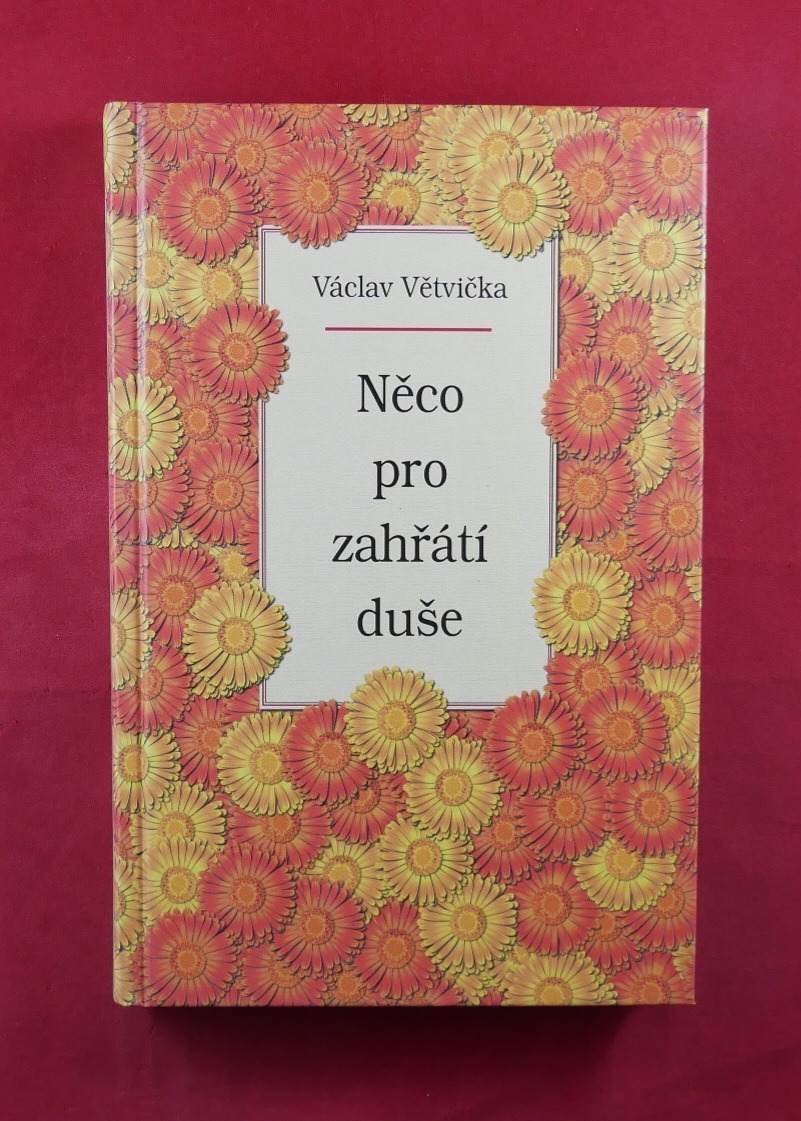 Václav Větvička
Něco
pro
zahřátí
duše